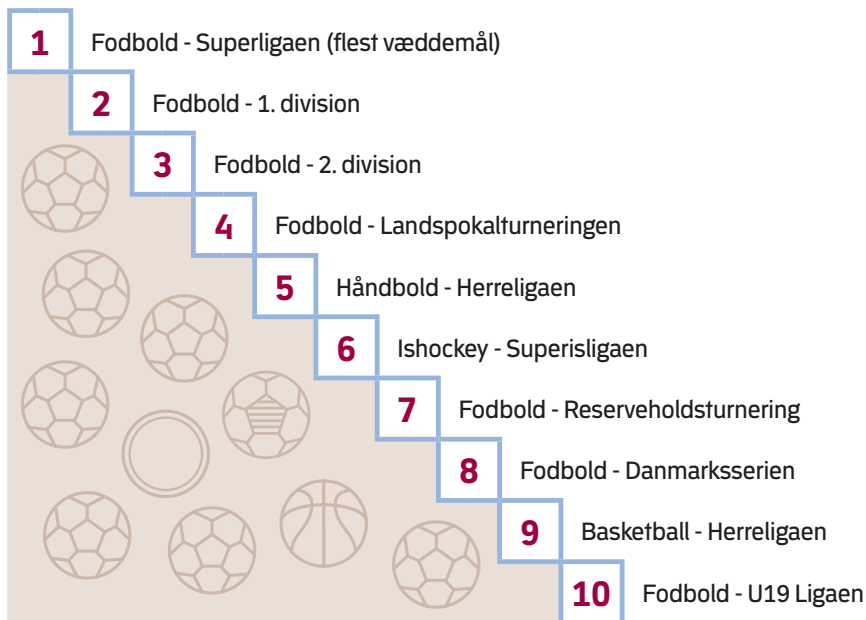 1 Fodbold - Superligaen (flest væddemål)
2 Fodbold - 1. division
3 Fodbold - 2. division
4 Fodbold - Landspokalturneringen
5 Håndbold - Herreligaen
6 Ishockey - Superisligaen
7 Fodbold - Reserveholdsturnering
8 Fodbold - Danmarksserien
9 Basketball - Herreligaen
10 Fodbold - U19 Ligaen